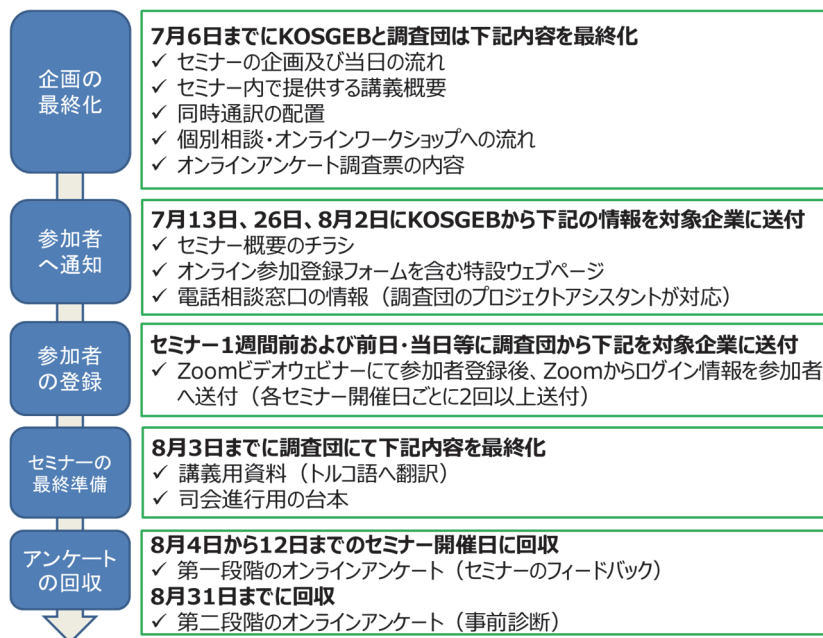 企画の
最終化
7月6日までにKOSGEBと調査団は下記内容を最終化
✓ セミナーの企画及び当日の流れ
✓ セミナー内で提供する講義概要
✓ 同時通訳の配置
✓ 個別相談・オンラインワークショップへの流れ
✓ オンラインアンケート調査票の内容
参加者
へ通知
7月13日、26日、8月2日にKOSGEBから下記の情報を対象企業に送付
✓ セミナー概要のチラシ
✓ オンライン参加登録フォームを含む特設ウェブページ
✓ 電話相談窓口の情報（調査団のプロジェクトアシスタントが対応）
参加者
の登録
セミナー1週間前および前日・当日等に調査団から下記を対象企業に送付
✓ Zoomビデオウェビナーにて参加者登録後、Zoomからログイン情報を参加者
へ送付（各セミナー開催日ごとに2回以上送付）
セミナーの
最終準備
8月3日までに調査団にて下記内容を最終化
✓ 講義用資料（トルコ語へ翻訳）
✓ 司会進行用の台本
アンケート
の回収
8月4日から12日までのセミナー開催日に回収
✓ 第一段階のオンラインアンケート（セミナーのフィードバック）
8月31日までに回収
✓ 第二段階のオンラインアンケート（事前診断）